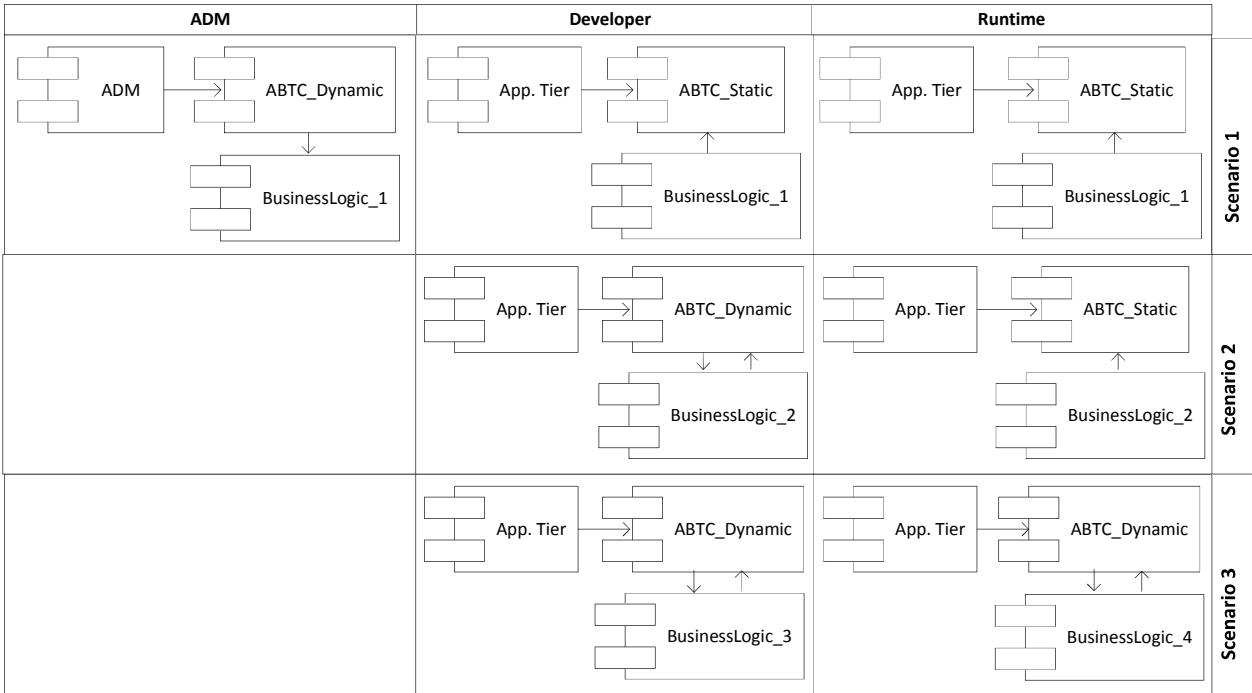 ADM
Developer
Runtime
ADM
ABTC_Dynamic
BusinessLogic_1
App. Tier
ABTC_Static
BusinessLogic_1
App. Tier
ABTC_Static
BusinessLogic_1
Scenario 1
App. Tier
ABTC_Dynamic
BusinessLogic_2
App. Tier
ABTC_Static
BusinessLogic_2
Scenario 2
App. Tier
ABTC_Dynamic
BusinessLogic_3
App. Tier
ABTC_Dynamic
BusinessLogic_4
Scenario 3